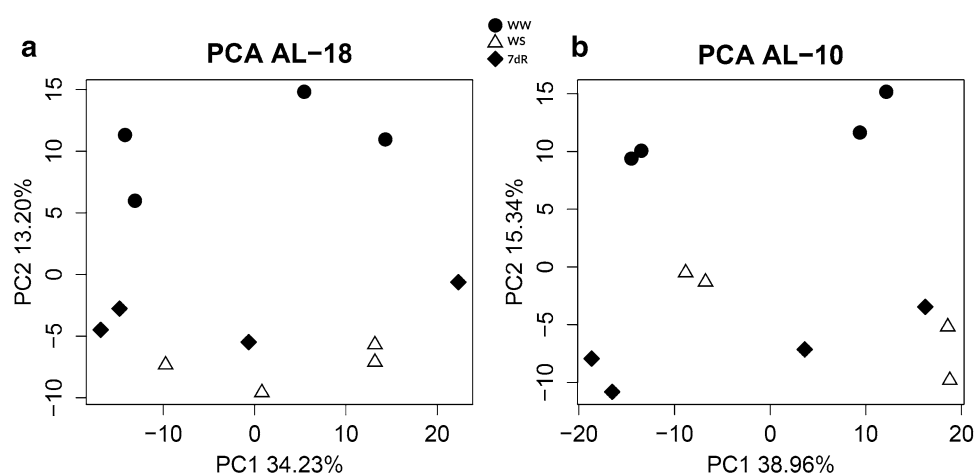 a
PCA AL−18
15
10
5
0
−5
−10
PC2 13.20%
−10 0 10 20
PC1 34.23%
WW
WS
7dR
b
PCA AL−10
15
10
5
0
−5
−10
PC2 15.34%
−20 −10 0 10 20
PC1 38.96%